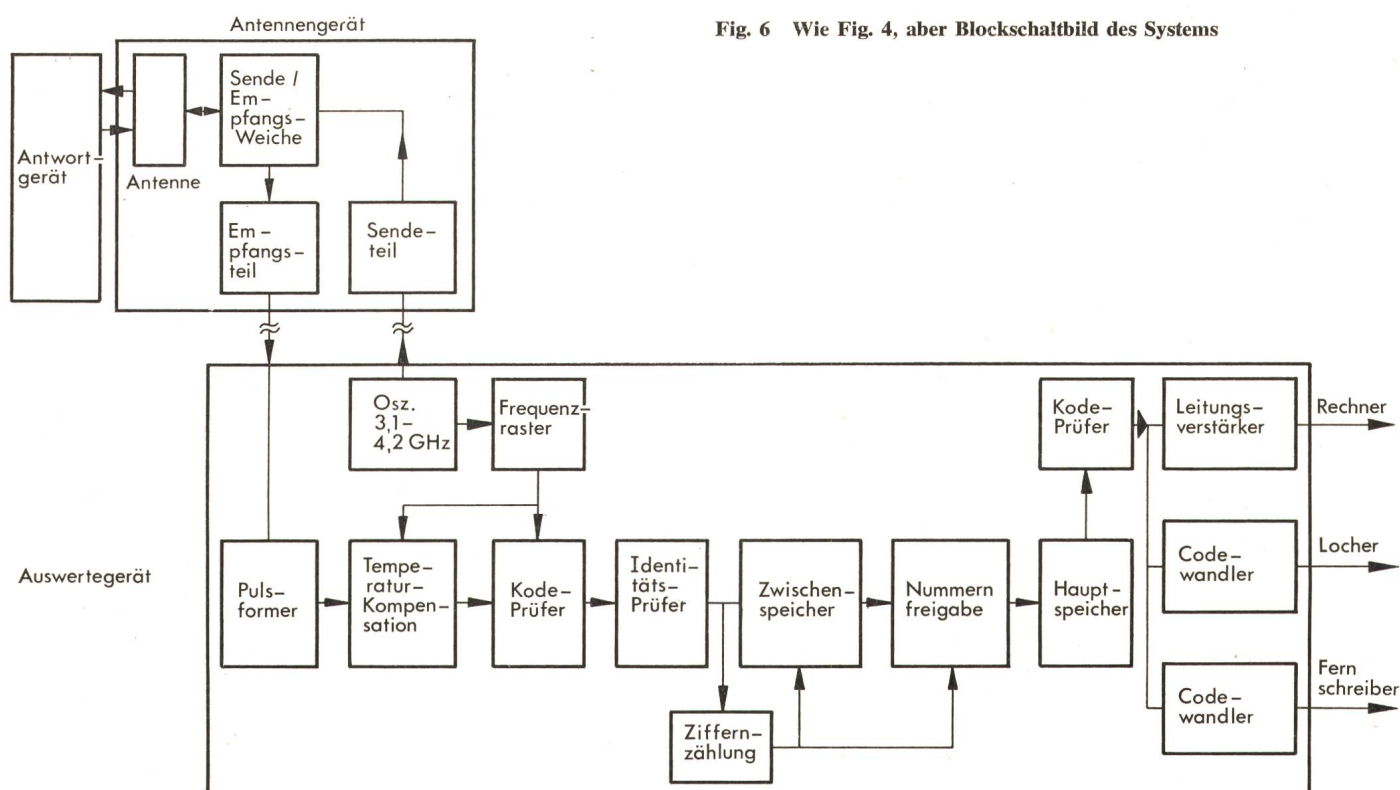 Fig. 6 Wie Fig. 4, aber Blockschaltbild des Systems
Antennengerät
Antwort-
gerät
Antenne
Sende /
Em-
pfangs-
Weiche
Em-
pfangs-
teil
Sende-
teil
Osz.
3,1-
4,2 GHz
Frequenz-
raster
Kode-
Prüfer
Leitungs-
verstärker
Rechner
Auswertegerät
Puls-
former
Tempe-
ratur-
Kompen-
sation
Kode-
Prüfer
Identi-
täts-
Prüfer
Zwischen-
speicher
Nummern
freigabe
Haupt-
speicher
Code-
wandler
Locher
Ziffern-
zählung
Code-
wandler
Fern
schreiber